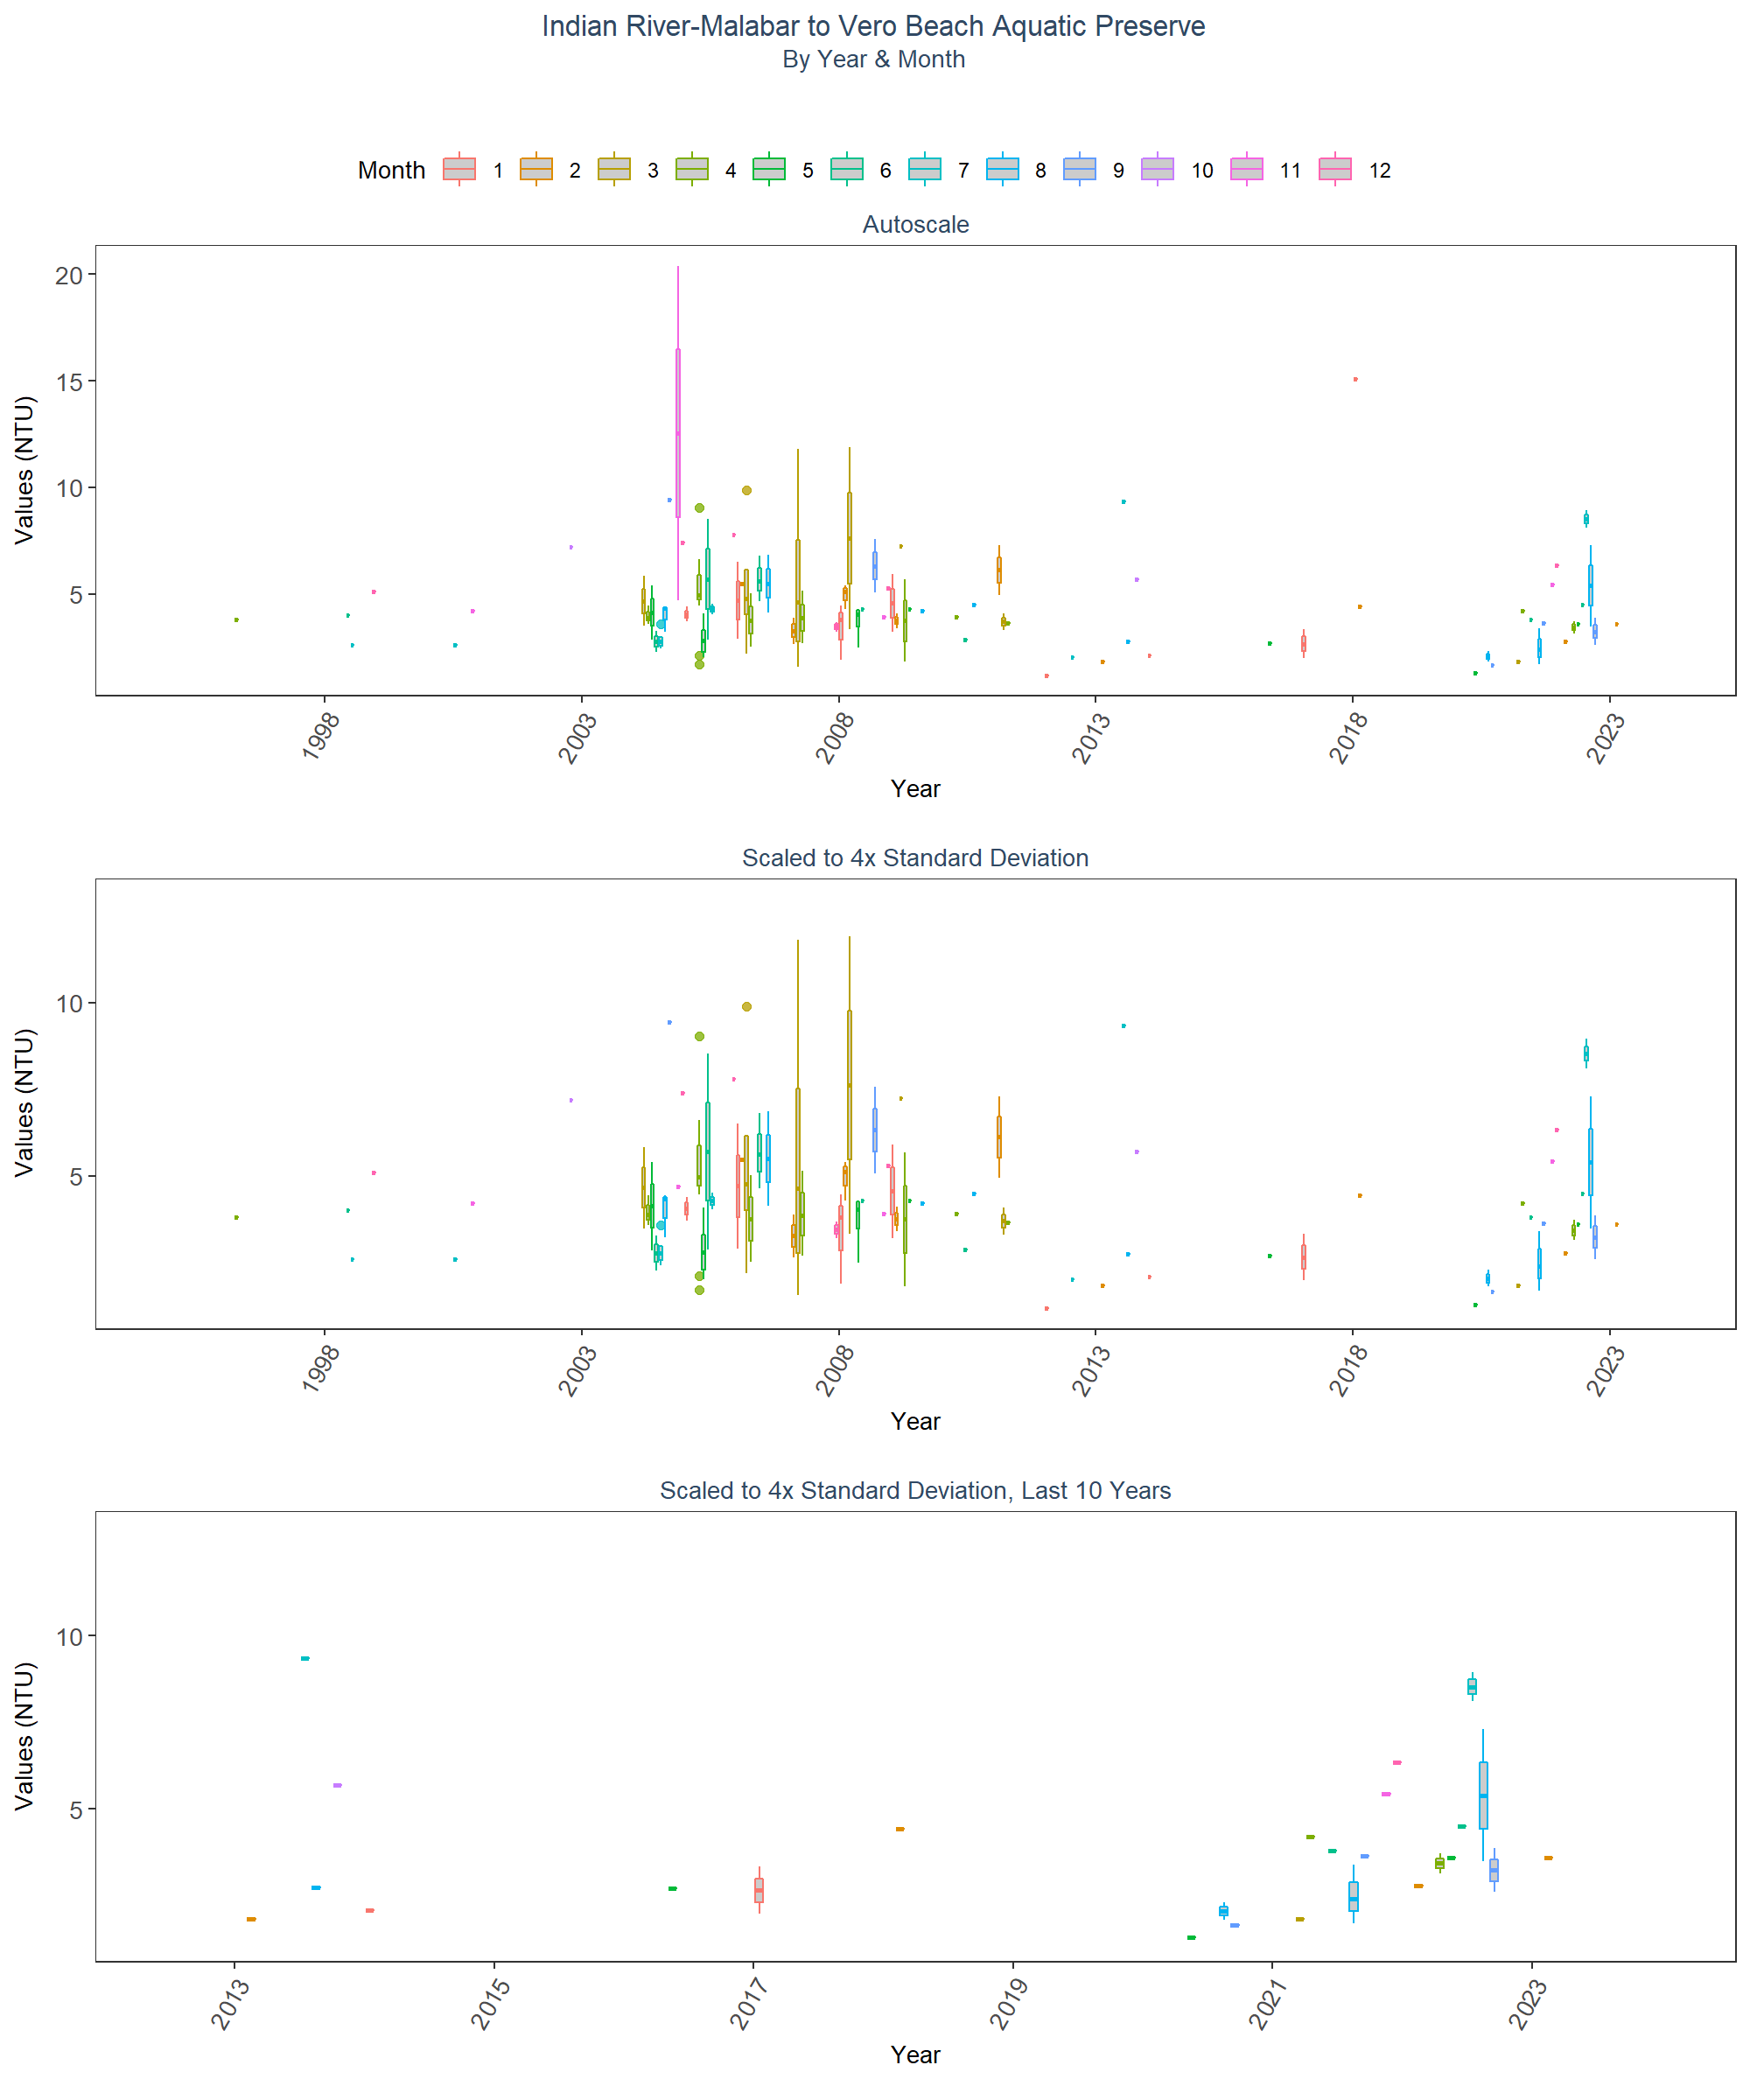 Indian River-Malabar to Vero Beach Aquatic Preserve
By Year & Month
Month 1 2 3 4 5 6 7 8 9 10 11 12
Autoscale
Values (NTU)
20
15
10
5
1998 2003 2008 2013 2018 2023
Year
Scaled to 4x Standard Deviation
Values (NTU)
10
5
1998 2003 2008 2013 2018 2023
Year
Scaled to 4x Standard Deviation, Last 10 Years
Values (NTU)
10
5
2013 2015 2017 2019 2021 2023
Year